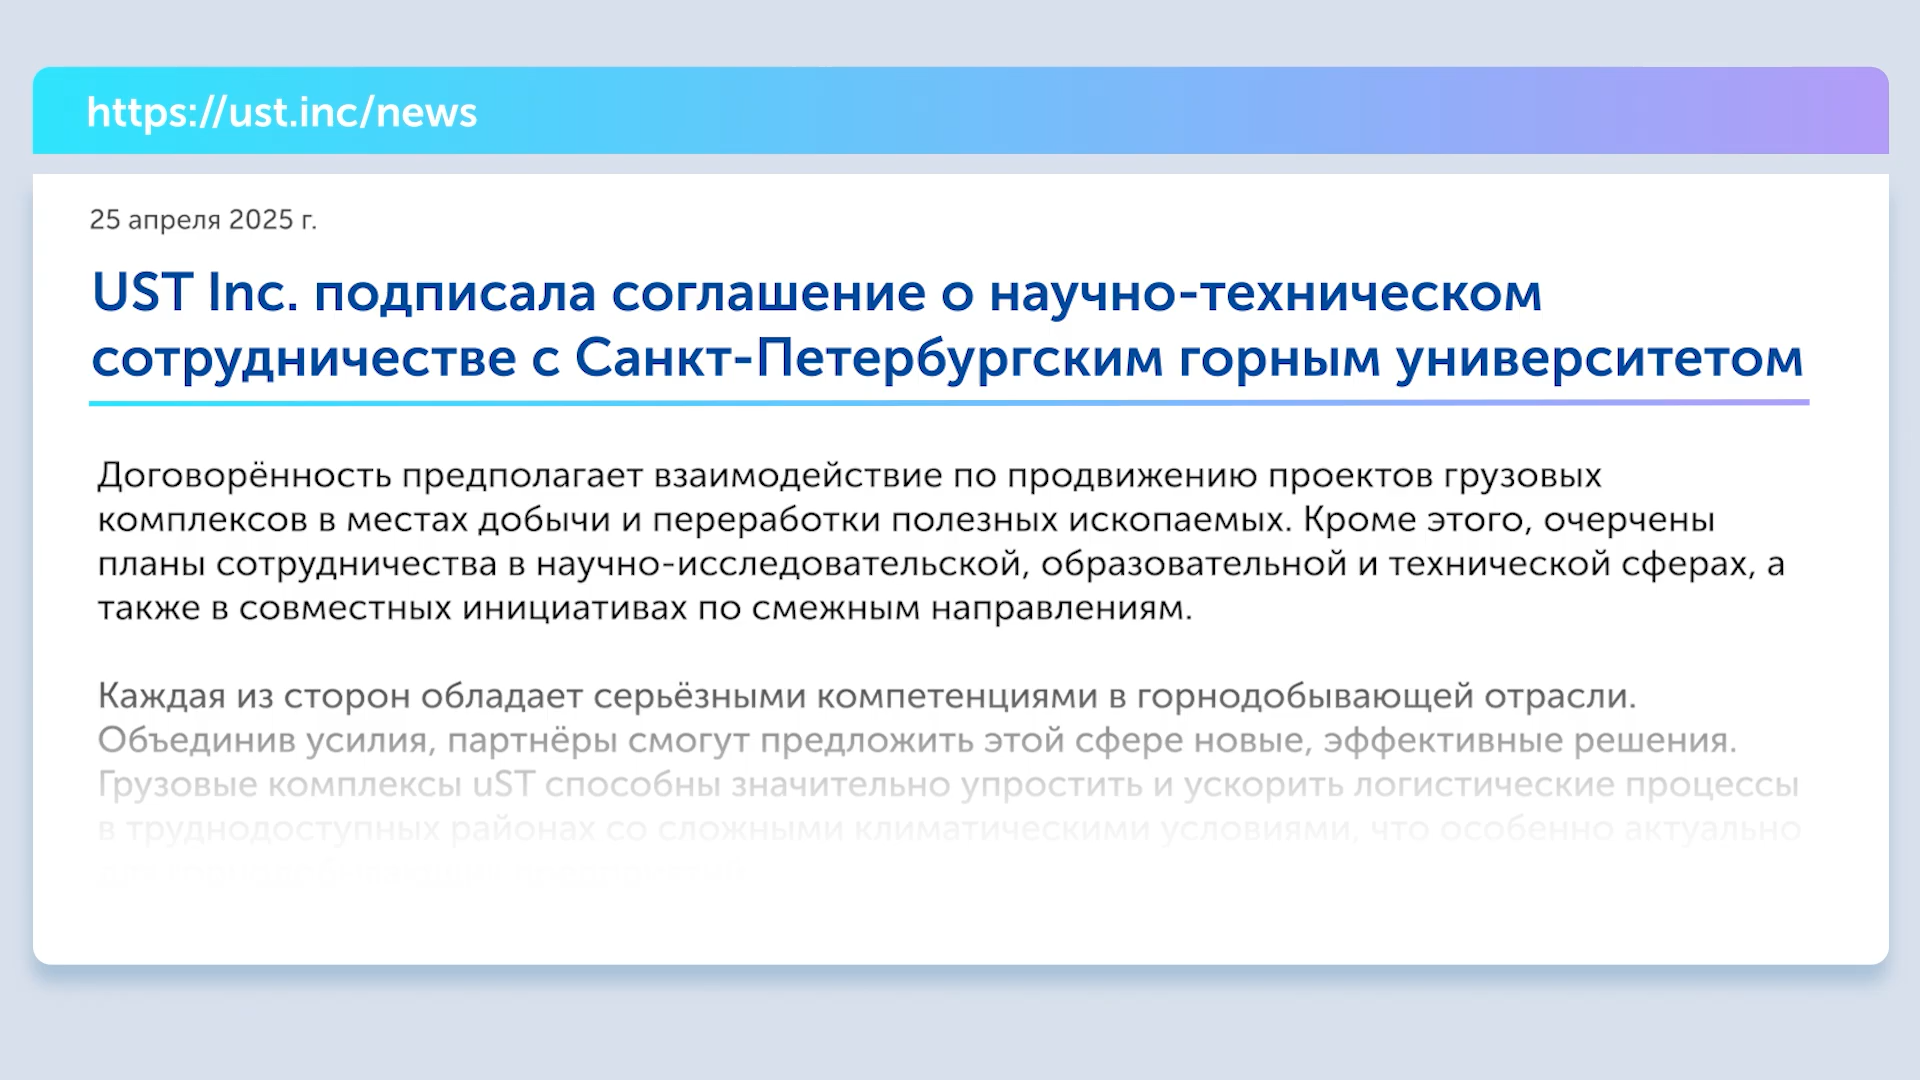 https://ust.inc/news
25 апреля 2025 г.
UST Inc. подписала соглашение о научно-техническом
сотрудничестве с Санкт-Петербургским горным университетом
Договорённость предполагает взаимодействие по продвижению проектов грузовых
комплексов в местах добычи и переработки полезных ископаемых. Кроме этого, очерчены
планы сотрудничества в научно-исследовательской, образовательной и технической сферах, а
также в совместных инициативах по смежным направлениям.
Каждая из сторон обладает серьёзными компетенциями в горнодобывающей отрасли.
Объединив усилия, партнёры смогут предложить этой сфере новые, эффективные решения.
Грузовые комплексы uST способны значительно упростить и ускорить логистические процессы
в труднодоступных районах со сложными климатическими условиями, что особенно актуально